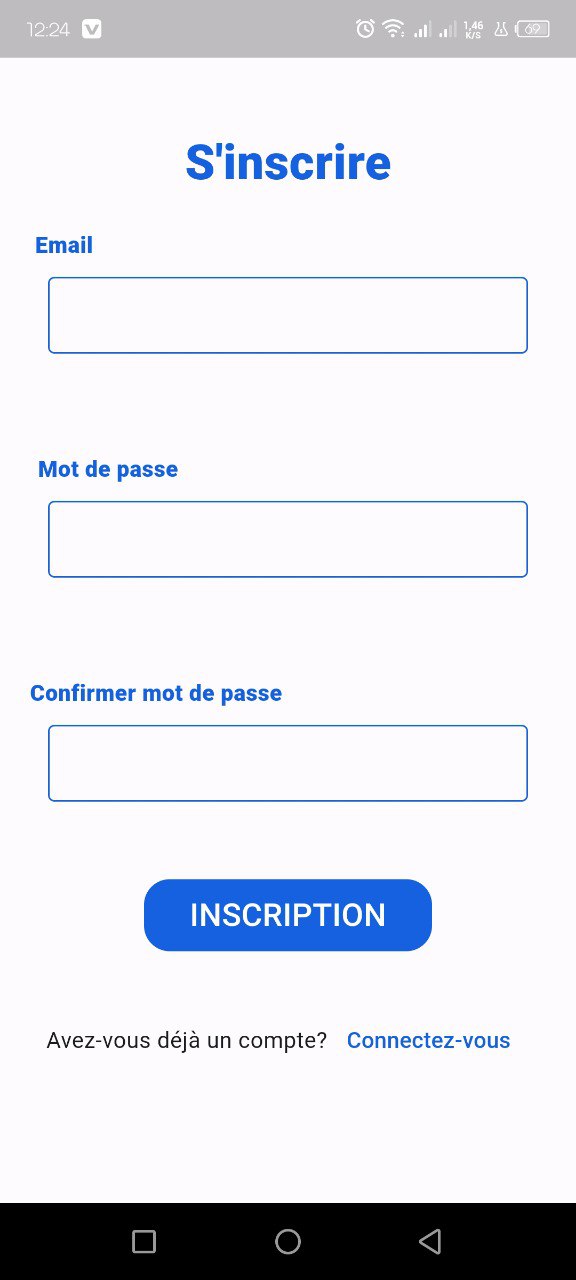 12:24
1,46
K/S
69
S'inscrire
Email
Mot de passe
Confirmer mot de passe
INSCRIPTION
Avez-vous déjà un compte? Connectez-vous